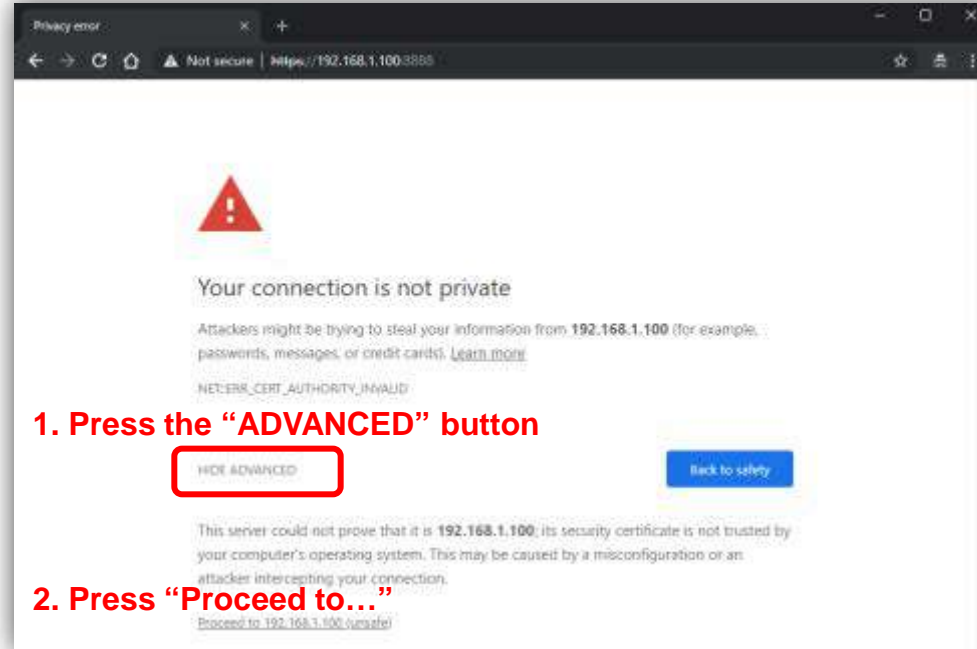 Privacy error
Not secure | https://192.168.1.100:8888
Your connection is not private
Attackers might be trying to steal your information from 192.168.1.100 (for example,
passwords, messages, or credit cards). Learn more
NET::ERR_CERT_AUTHORITY_INVALID
1. Press the “ADVANCED” button
HIDE ADVANCED
Back to safety
This server could not prove that it is 192.168.1.100; its security certificate is not trusted by
your computer's operating system. This may be caused by a misconfiguration or an
attacker intercepting your connection.
2. Press “Proceed to…”
Proceed to 192.168.1.100 (unsafe)